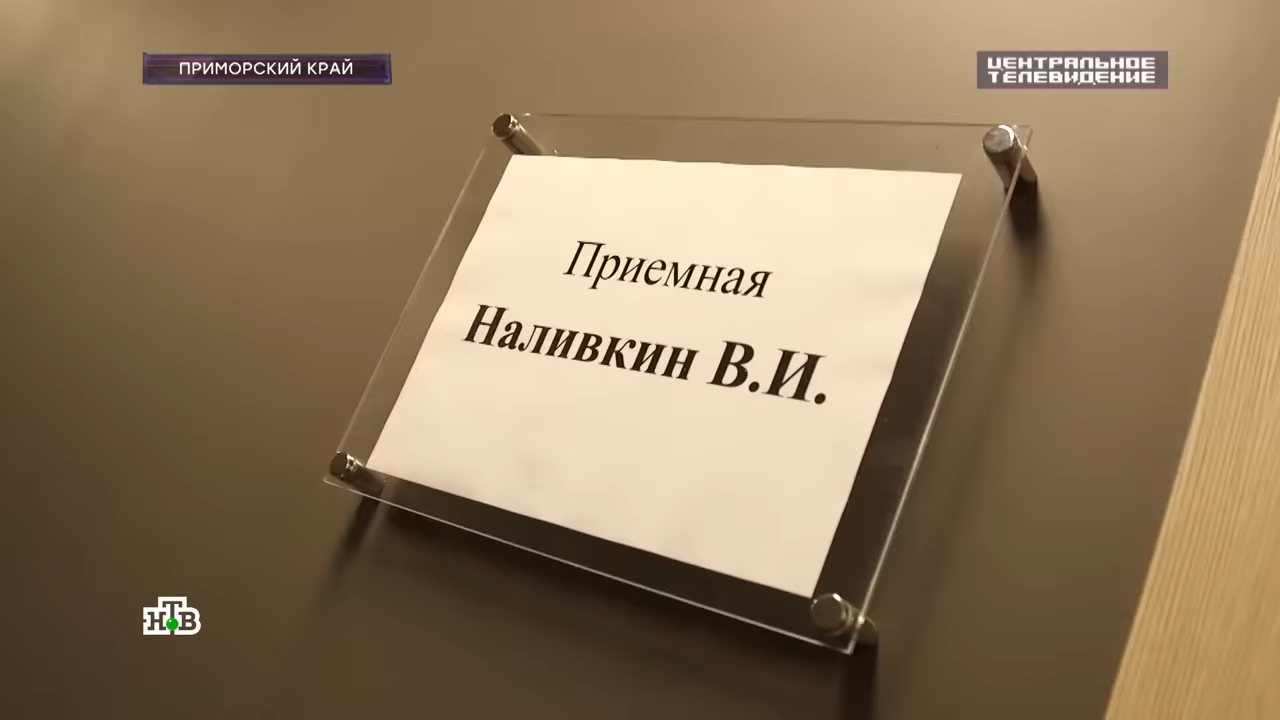 ПРИМОРСКИЙ КРАЙ
ЦЕНТРАЛЬНОЕ
ТЕЛЕВИДЕНИЕ
Приемная
Наливкин В.И.
НТВ